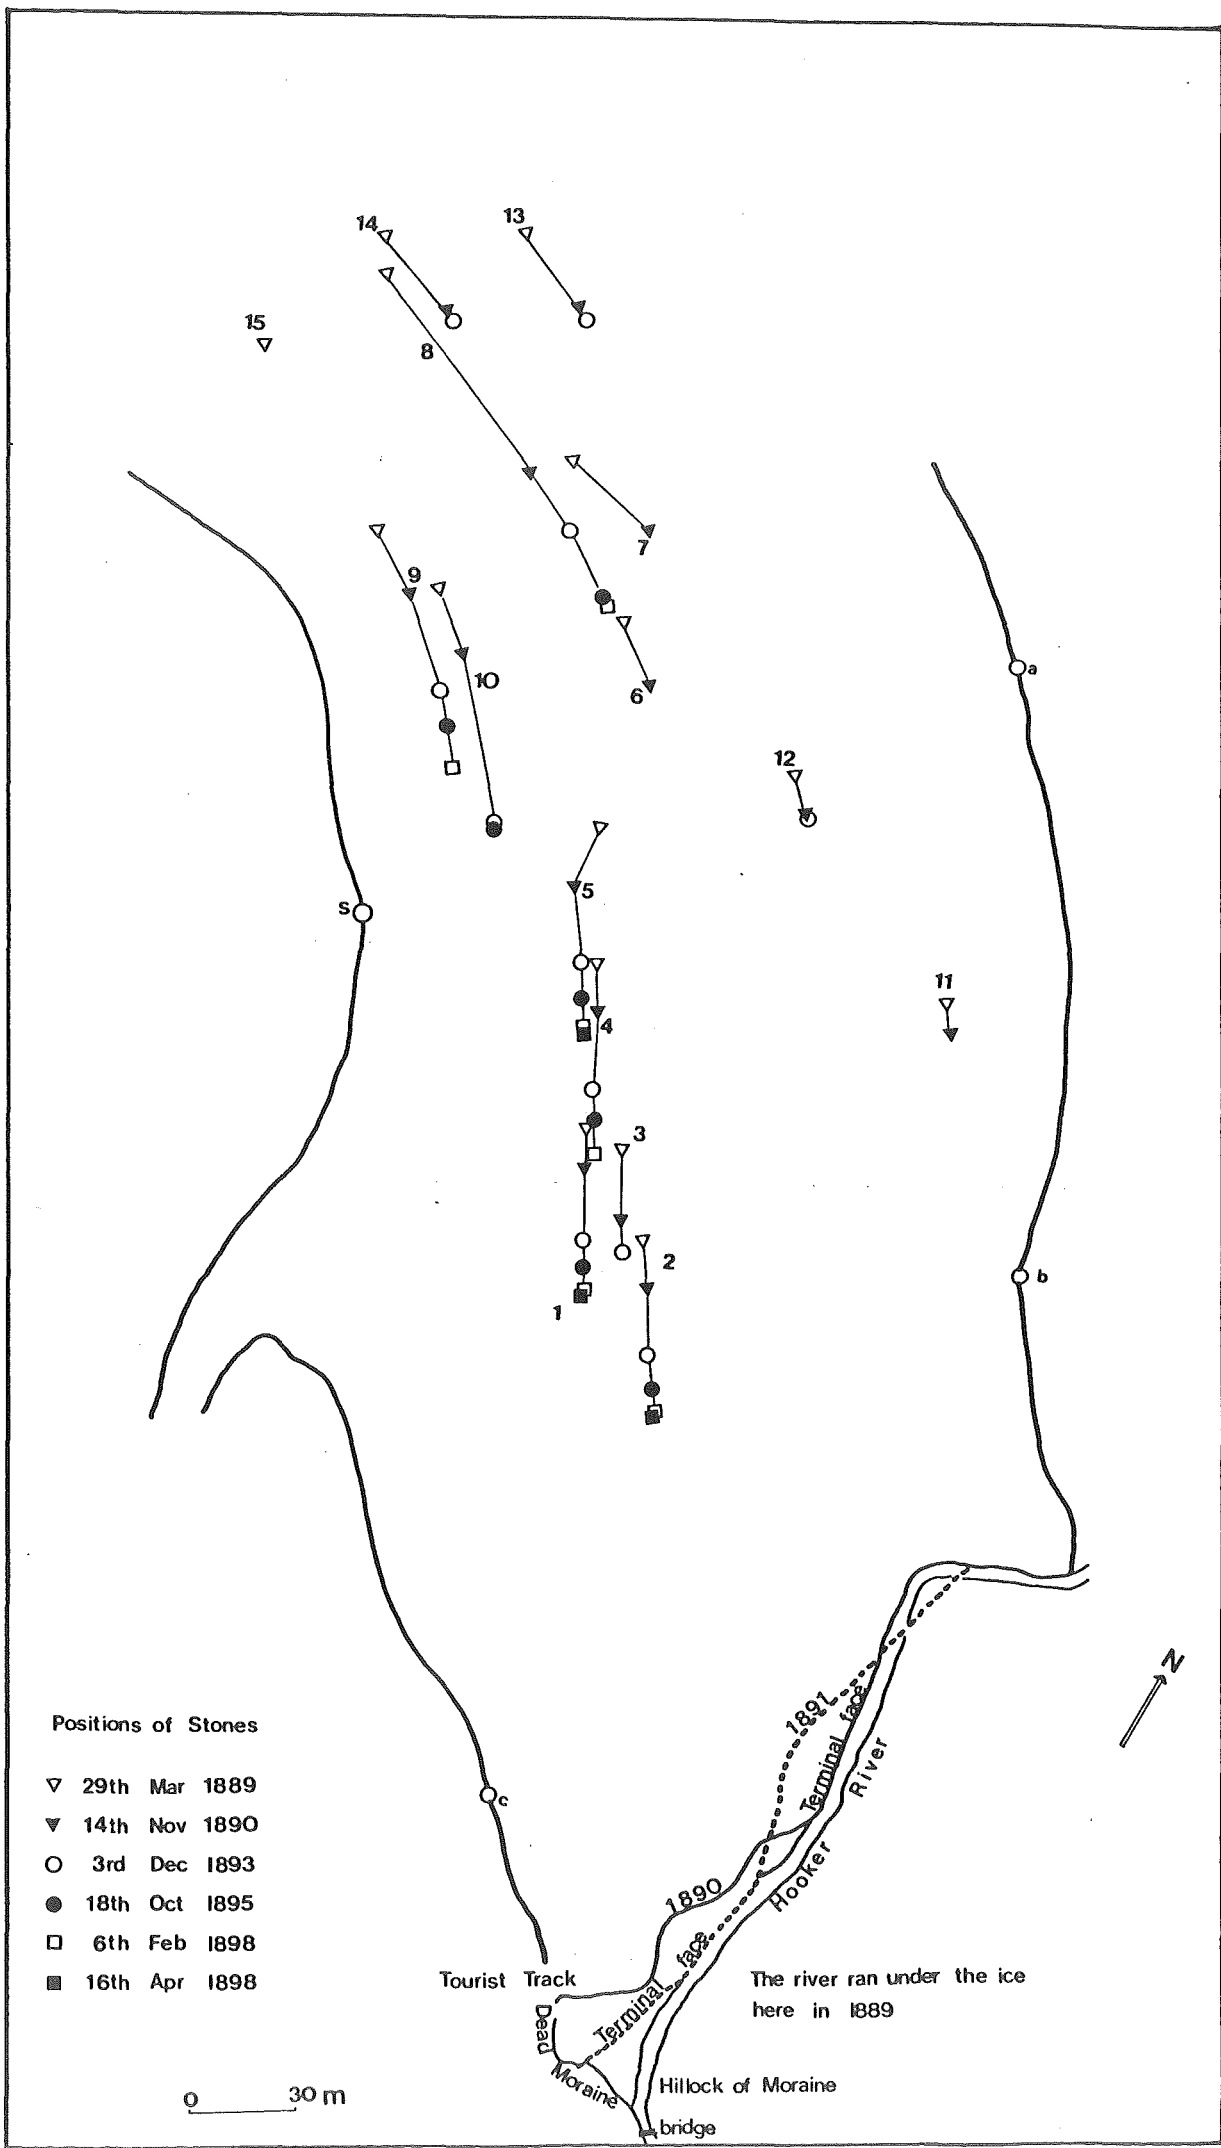 14
13
15
8
7
9
10
6
a
12
S
5
11
4
3
2
b
1
N
1891
Terminal face
River
Hooker
1890
Terminal face
c
Positions of Stones
29th Mar 1889
14th Nov 1890
3rd Dec 1893
18th Oct 1895
6th Feb 1898
16th Apr 1898
Tourist Track
The river ran under the ice
here in 1889
Dead
Moraine
Hillock of Moraine
bridge
0 30 m